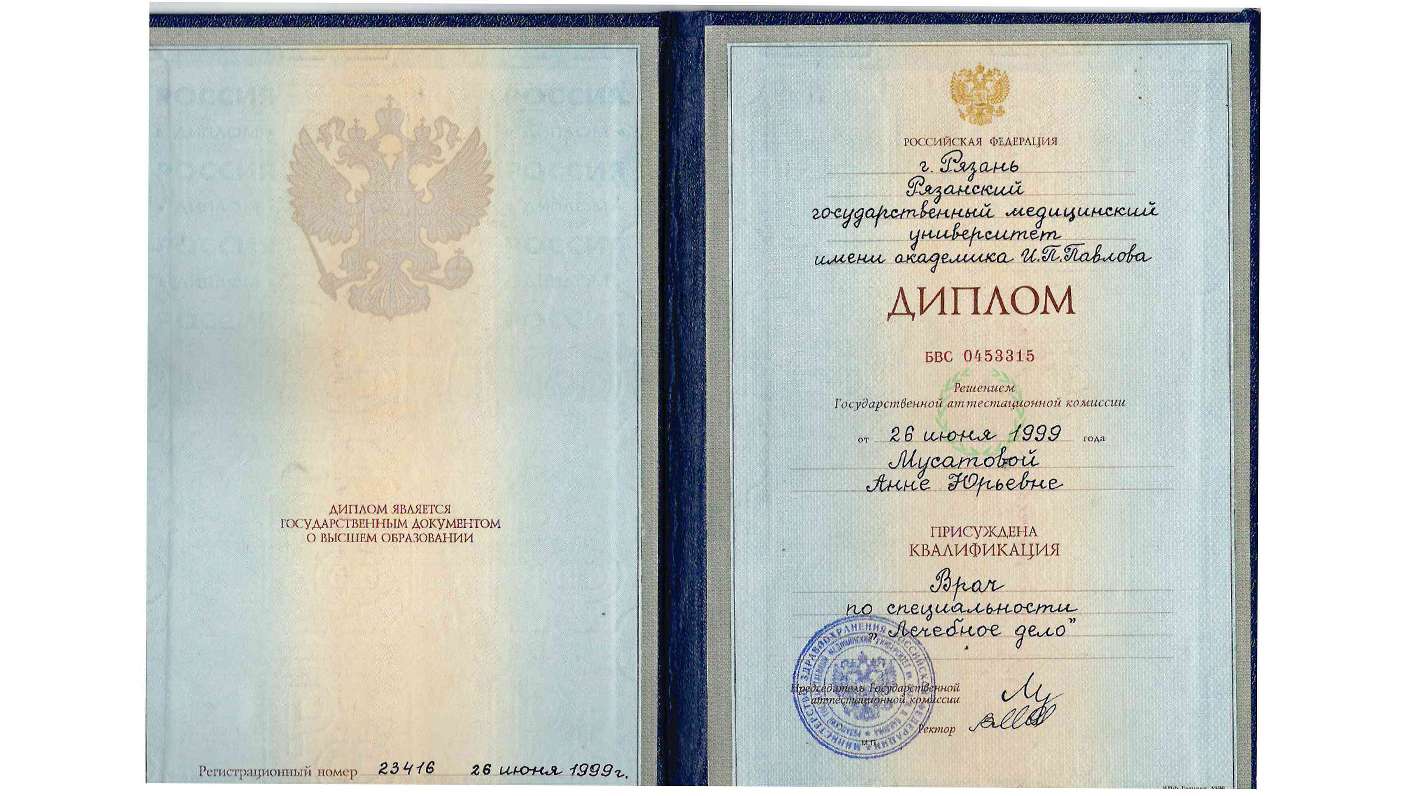 ДИПЛОМ ЯВЛЯЕТСЯ
ГОСУДАРСТВЕННЫМ ДОКУМЕНТОМ
О ВЫСШЕМ ОБРАЗОВАНИИ
Регистрационный номер 23416 26 июня 1999г.
РОССИЙСКАЯ ФЕДЕРАЦИЯ
г. Рязань
Рязанский
государственный медицинский
университет
имени академика И.П.Павлова
ДИПЛОМ
БВС 0453315
Решением
Государственной аттестационной комиссии
от 26 июня 1999 года
Мусатовой
Анне Юрьевне
ПРИСУЖДЕНА
КВАЛИФИКАЦИЯ
Врач
по специальности
„Лечебное дело"
Председатель Государственной
аттестационной комиссии
Ректор
М.П.